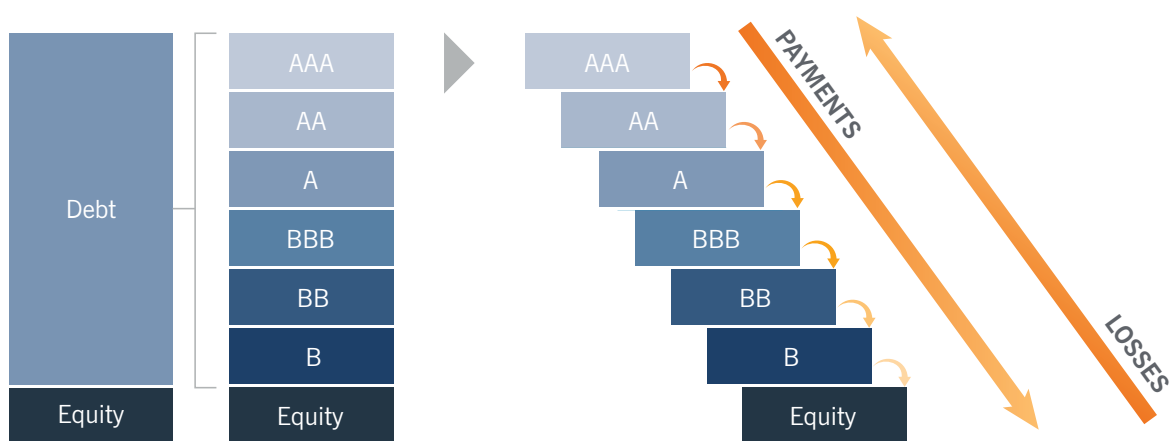 Debt
Equity
AAA
AA
A
BBB
BB
B
Equity
AAA
AA
A
BBB
BB
B
Equity
PAYMENTS
LOSSES